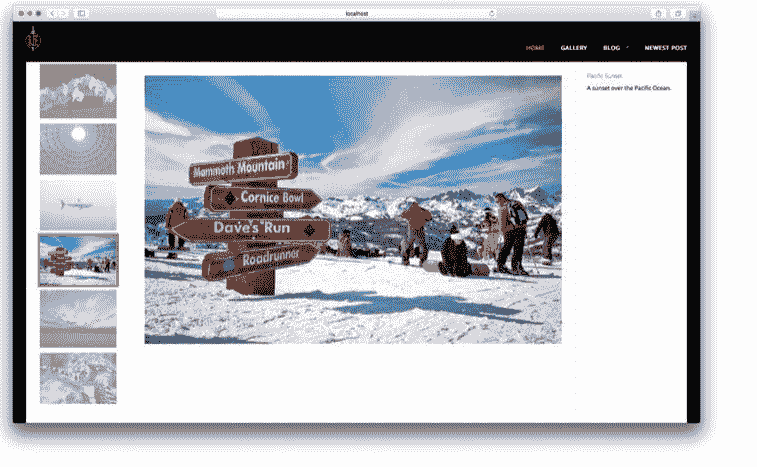 localhost
HOME GALLERY BLOG NEWEST POST
Pacific Sunset
A sunset over the Pacific Ocean.
Mammoth Mountain
Cornice Bowl
Dave's Run
Roadrunner